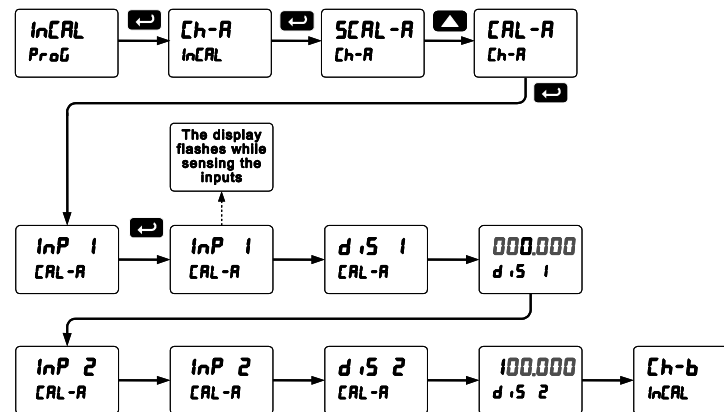 InCAL
ProG
Ch-A
InCAL
SCAL-A
Ch-A
CAL-A
Ch-A
The display
flashes while
sensing the
inputs
InP 1
CAL-A
InP 1
CAL-A
diS 1
CAL-A
000.000
diS 1
InP 2
CAL-A
InP 2
CAL-A
diS 2
CAL-A
100.000
diS 2
Ch-b
InCAL